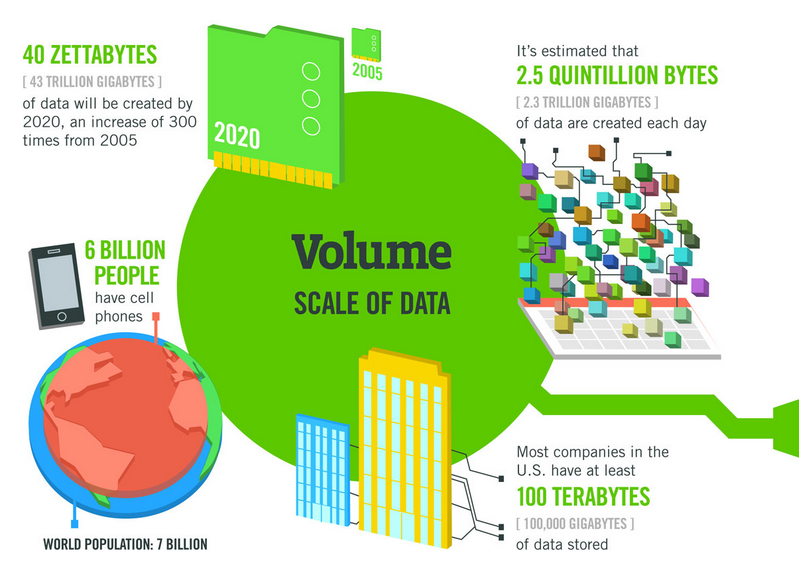 40 ZETTABYTES
[ 43 TRILLION GIGABYTES ]
of data will be created by
2020, an increase of 300
times from 2005
2020
2005
It's estimated that
2.5 QUINTILLION BYTES
[ 2.3 TRILLION GIGABYTES ]
of data are created each day
6 BILLION
PEOPLE
have cell
phones
Volume
SCALE OF DATA
WORLD POPULATION: 7 BILLION
Most companies in the
U.S. have at least
100 TERABYTES
[ 100,000 GIGABYTES ]
of data stored